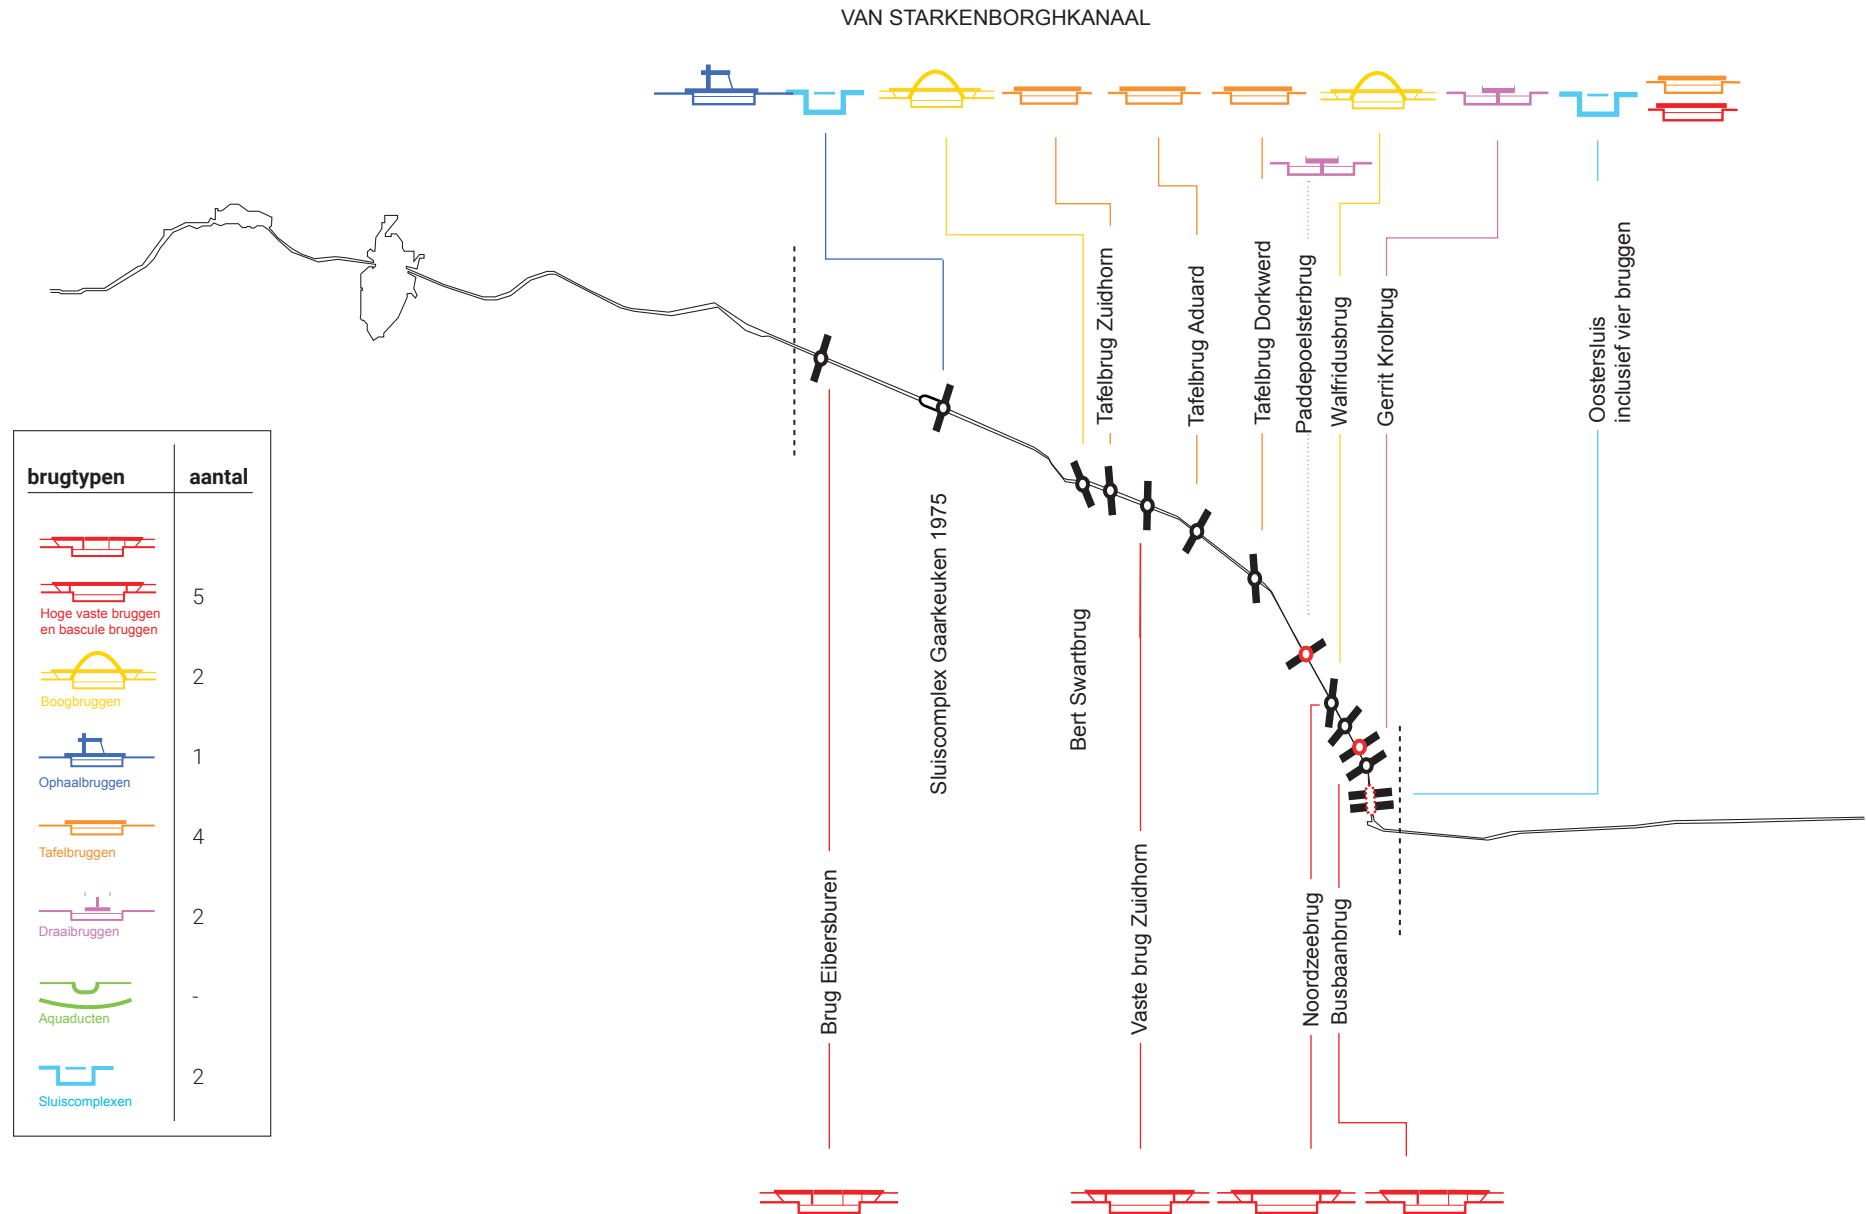 VAN STARKENBORGHKANAAL
Tafelbrug Zuidhorn
Tafelbrug Aduard
Tafelbrug Dorkwerd
Paddepoelsterbrug
Walfridusbrug
Gerrit Krolbrug
Oostersluis
inclusief vier bruggen
Sluiscomplex Gaarkeuken 1975
Bert Swartbrug
Brug Eibersburen
Vaste brug Zuidhorn
Noordzeebrug
Busbaanbrug
brugtypen aantal
Hoge vaste bruggen 5
en bascule bruggen
Boogbruggen 2
Ophaalbruggen 1
Tafelbruggen 4
Draaibruggen 2
Aquaducten -
Sluiscomplexen 2